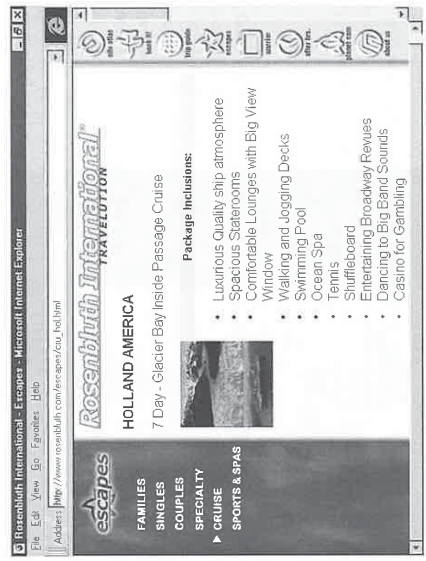 Rosenbluth International - Escapes - Microsoft Internet Explorer
File Edit View Go Favorites Help
Address http://www.rosenbluth.com/escapes/cru_hol.html
escapes
FAMILIES
SINGLES
COUPLES
SPECIALTY
CRUISE
SPORTS & SPAS
Rosenbluth International®
TRAVELUTION
HOLLAND AMERICA
7 Day - Glacier Bay Inside Passage Cruise
Package Inclusions:
• Luxurious Quality ship atmosphere
• Spacious Staterooms
• Comfortable Lounges with Big View
Window
• Walking and Jogging Decks
• Swimming Pool
• Ocean Spa
• Tennis
• Shuffleboard
• Entertaining Broadway Revues
• Dancing to Big Band Sounds
• Casino for Gambling
book it!
trip guide
escapes
about us